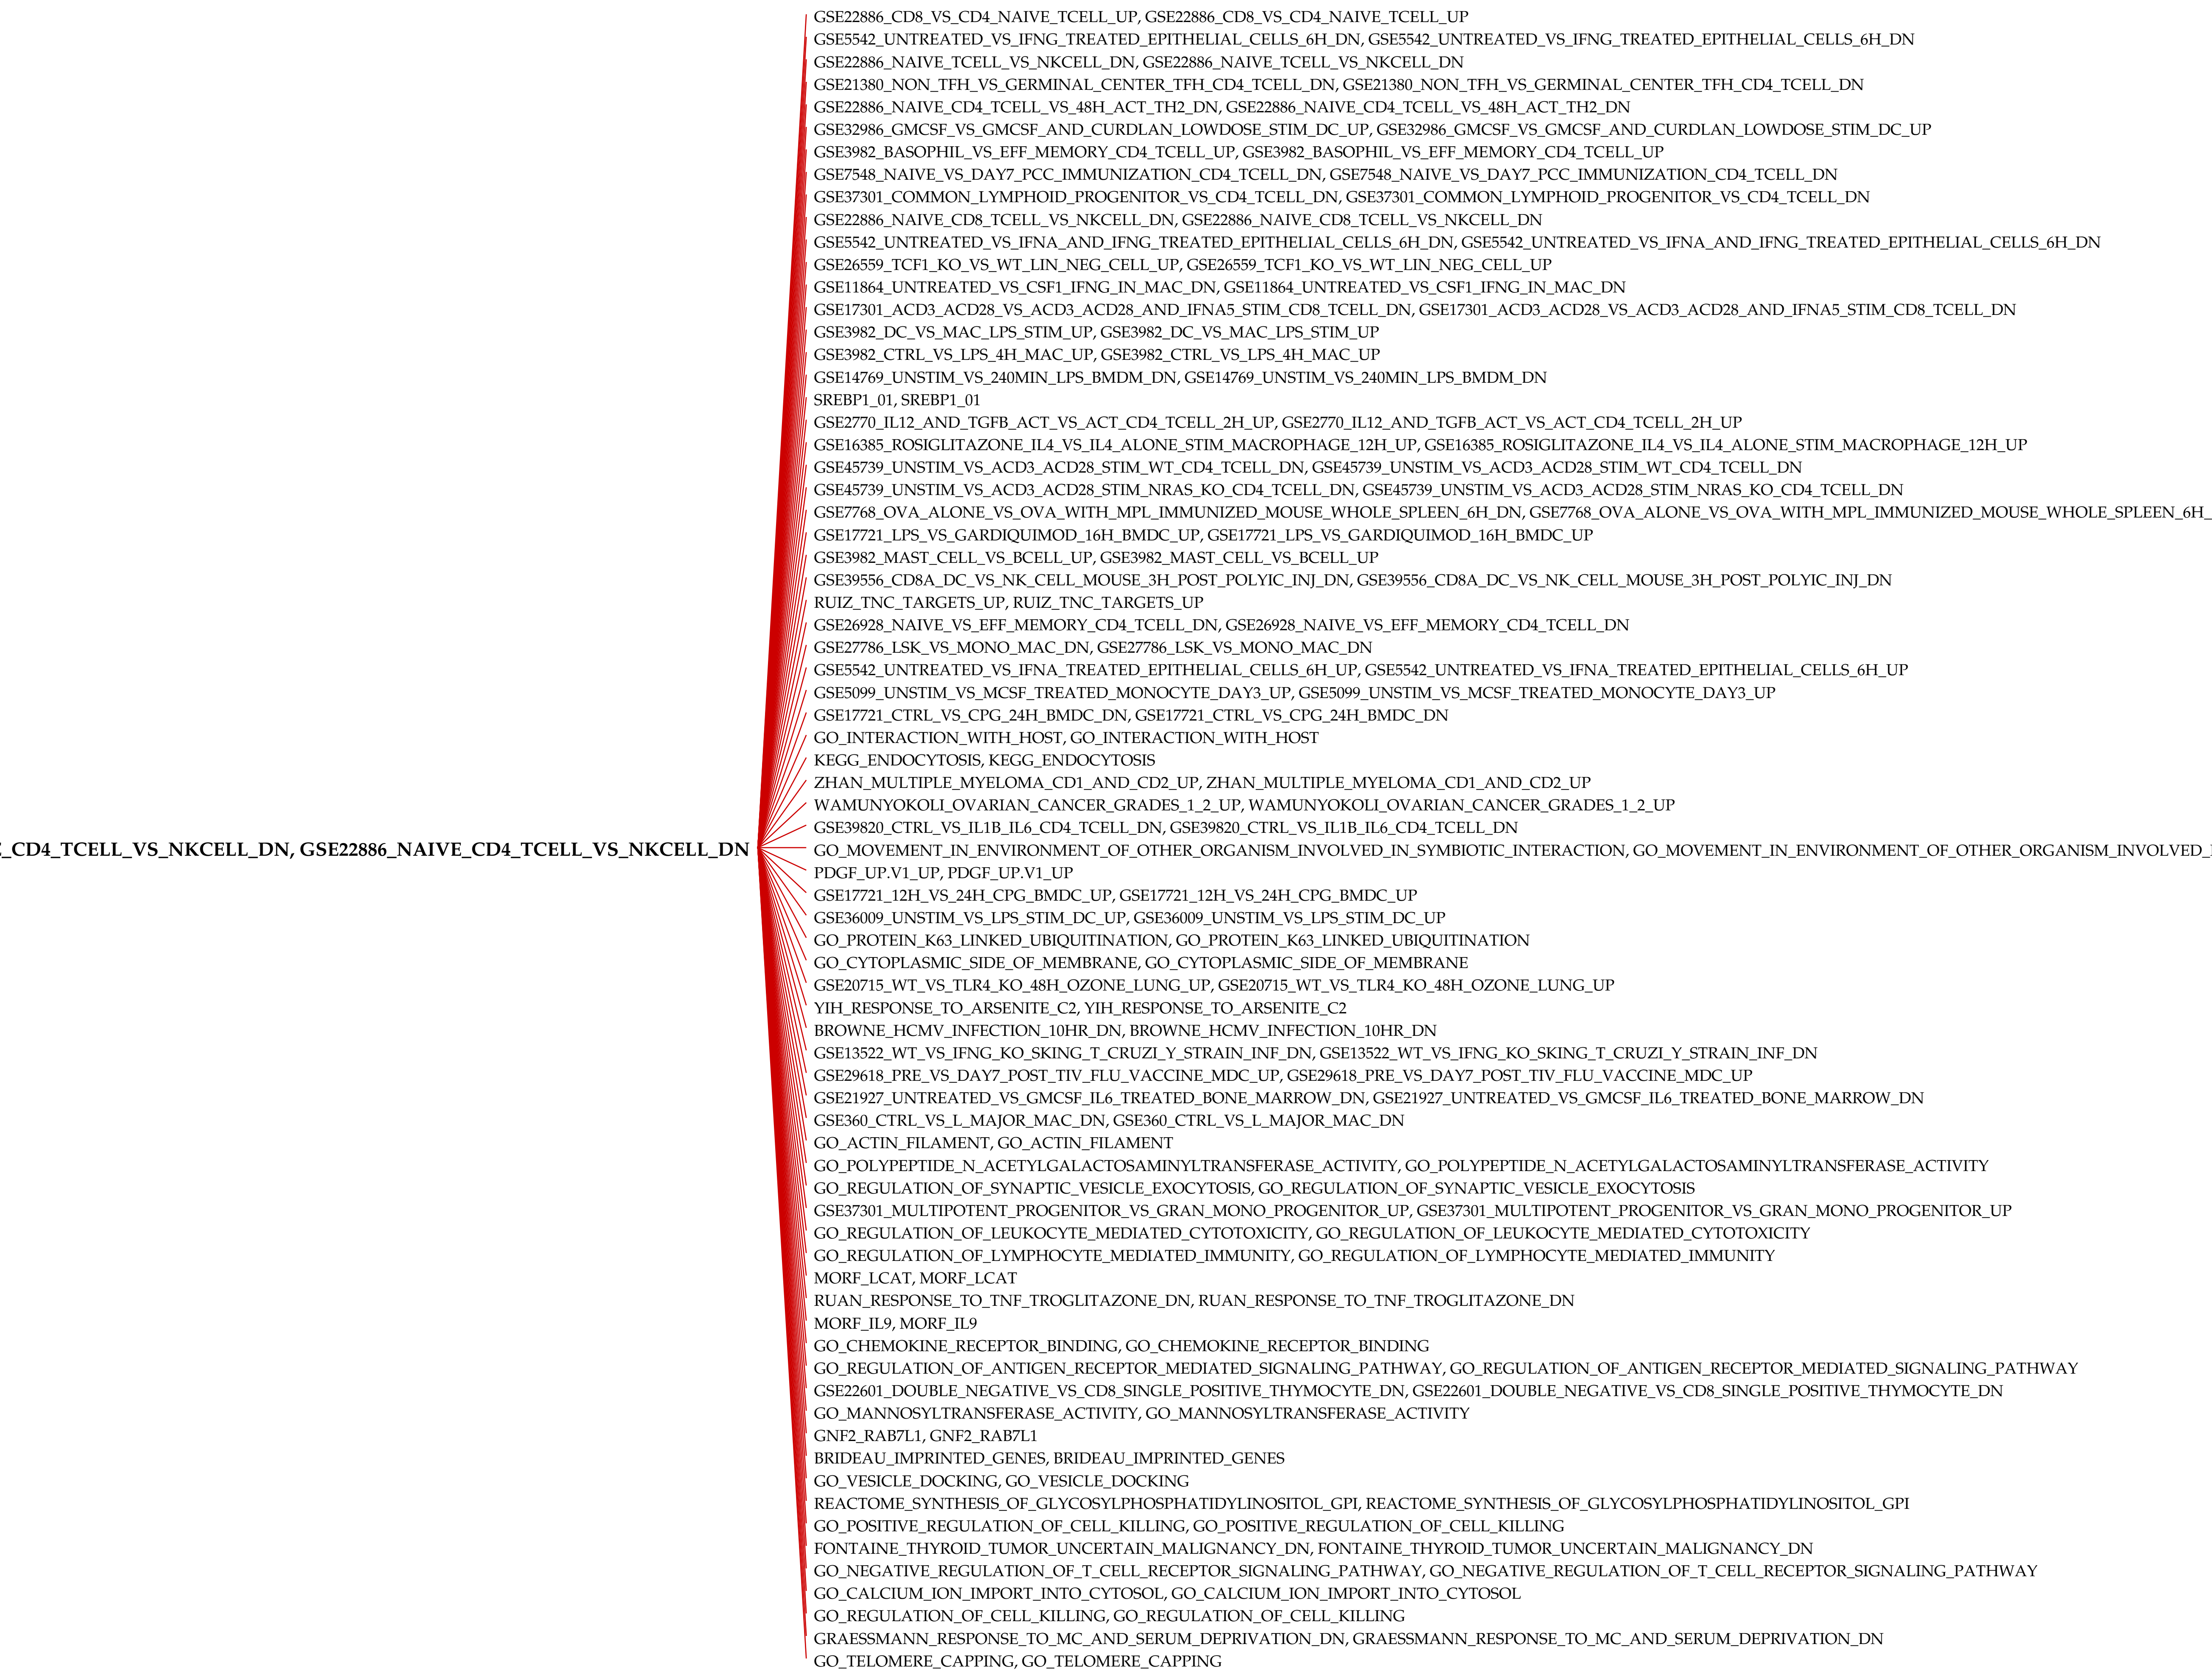 GSE22886_CD8_VS_CD4_NAIVE_TCELL_UP, GSE22886_CD8_VS_CD4_NAIVE_TCELL_UP
GSE5542_UNTREATED_VS_IFNG_TREATED_EPITHELIAL_CELLS_6H_DN, GSE5542_UNTREATED_VS_IFNG_TREATED_EPITHELIAL_CELLS_6H_DN
GSE22886_NAIVE_TCELL_VS_NKCELL_DN, GSE22886_NAIVE_TCELL_VS_NKCELL_DN
GSE21380_NON_TFH_VS_GERMINAL_CENTER_TFH_CD4_TCELL_DN, GSE21380_NON_TFH_VS_GERMINAL_CENTER_TFH_CD4_TCELL_DN
GSE22886_NAIVE_CD4_TCELL_VS_48H_ACT_TH2_DN, GSE22886_NAIVE_CD4_TCELL_VS_48H_ACT_TH2_DN
GSE32986_GMCSF_VS_GMCSF_AND_CURDLAN_LOWDOSE_STIM_DC_UP, GSE32986_GMCSF_VS_GMCSF_AND_CURDLAN_LOWDOSE_STIM_DC_UP
GSE3982_BASOPHIL_VS_EFF_MEMORY_CD4_TCELL_UP, GSE3982_BASOPHIL_VS_EFF_MEMORY_CD4_TCELL_UP
GSE7548_NAIVE_VS_DAY7_PCC_IMMUNIZATION_CD4_TCELL_DN, GSE7548_NAIVE_VS_DAY7_PCC_IMMUNIZATION_CD4_TCELL_DN
GSE37301_COMMON_LYMPHOID_PROGENITOR_VS_CD4_TCELL_DN, GSE37301_COMMON_LYMPHOID_PROGENITOR_VS_CD4_TCELL_DN
GSE22886_NAIVE_CD8_TCELL_VS_NKCELL_DN, GSE22886_NAIVE_CD8_TCELL_VS_NKCELL_DN
GSE5542_UNTREATED_VS_IFNA_AND_IFNG_TREATED_EPITHELIAL_CELLS_6H_DN, GSE5542_UNTREATED_VS_IFNA_AND_IFNG_TREATED_EPITHELIAL_CELLS_6H_DN
GSE26559_TCF1_KO_VS_WT_LIN_NEG_CELL_UP, GSE26559_TCF1_KO_VS_WT_LIN_NEG_CELL_UP
GSE11864_UNTREATED_VS_CSF1_IFNG_IN_MAC_DN, GSE11864_UNTREATED_VS_CSF1_IFNG_IN_MAC_DN
GSE17301_ACD3_ACD28_VS_ACD3_ACD28_AND_IFNA5_STIM_CD8_TCELL_DN, GSE17301_ACD3_ACD28_VS_ACD3_ACD28_AND_IFNA5_STIM_CD8_TCELL_DN
GSE3982_DC_VS_MAC_LPS_STIM_UP, GSE3982_DC_VS_MAC_LPS_STIM_UP
GSE3982_CTRL_VS_LPS_4H_MAC_UP, GSE3982_CTRL_VS_LPS_4H_MAC_UP
GSE14769_UNSTIM_VS_240MIN_LPS_BMDM_DN, GSE14769_UNSTIM_VS_240MIN_LPS_BMDM_DN
SREBP1_01, SREBP1_01
GSE2770_IL12_AND_TGFB_ACT_VS_ACT_CD4_TCELL_2H_UP, GSE2770_IL12_AND_TGFB_ACT_VS_ACT_CD4_TCELL_2H_UP
GSE16385_ROSIGLITAZONE_IL4_VS_IL4_ALONE_STIM_MACROPHAGE_12H_UP, GSE16385_ROSIGLITAZONE_IL4_VS_IL4_ALONE_STIM_MACROPHAGE_12H_UP
GSE45739_UNSTIM_VS_ACD3_ACD28_STIM_WT_CD4_TCELL_DN, GSE45739_UNSTIM_VS_ACD3_ACD28_STIM_WT_CD4_TCELL_DN
GSE45739_UNSTIM_VS_ACD3_ACD28_STIM_NRAS_KO_CD4_TCELL_DN, GSE45739_UNSTIM_VS_ACD3_ACD28_STIM_NRAS_KO_CD4_TCELL_DN
GSE7768_OVA_ALONE_VS_OVA_WITH_MPL_IMMUNIZED_MOUSE_WHOLE_SPLEEN_6H_DN, GSE7768_OVA_ALONE_VS_OVA_WITH_MPL_IMMUNIZED_MOUSE_WHOLE_SPLEEN_6H_
GSE17721_LPS_VS_GARDIQUIMOD_16H_BMDC_UP, GSE17721_LPS_VS_GARDIQUIMOD_16H_BMDC_UP
GSE3982_MAST_CELL_VS_BCELL_UP, GSE3982_MAST_CELL_VS_BCELL_UP
GSE39556_CD8A_DC_VS_NK_CELL_MOUSE_3H_POST_POLYIC_INJ_DN, GSE39556_CD8A_DC_VS_NK_CELL_MOUSE_3H_POST_POLYIC_INJ_DN
RUIZ_TNC_TARGETS_UP, RUIZ_TNC_TARGETS_UP
GSE26928_NAIVE_VS_EFF_MEMORY_CD4_TCELL_DN, GSE26928_NAIVE_VS_EFF_MEMORY_CD4_TCELL_DN
GSE27786_LSK_VS_MONO_MAC_DN, GSE27786_LSK_VS_MONO_MAC_DN
GSE5542_UNTREATED_VS_IFNA_TREATED_EPITHELIAL_CELLS_6H_UP, GSE5542_UNTREATED_VS_IFNA_TREATED_EPITHELIAL_CELLS_6H_UP
GSE5099_UNSTIM_VS_MCSF_TREATED_MONOCYTE_DAY3_UP, GSE5099_UNSTIM_VS_MCSF_TREATED_MONOCYTE_DAY3_UP
GSE17721_CTRL_VS_CPG_24H_BMDC_DN, GSE17721_CTRL_VS_CPG_24H_BMDC_DN
GO_INTERACTION_WITH_HOST, GO_INTERACTION_WITH_HOST
KEGG_ENDOCYTOSIS, KEGG_ENDOCYTOSIS
ZHAN_MULTIPLE_MYELOMA_CD1_AND_CD2_UP, ZHAN_MULTIPLE_MYELOMA_CD1_AND_CD2_UP
WAMUNYOKOLI_OVARIAN_CANCER_GRADES_1_2_UP, WAMUNYOKOLI_OVARIAN_CANCER_GRADES_1_2_UP
GSE39820_CTRL_VS_IL1B_IL6_CD4_TCELL_DN, GSE39820_CTRL_VS_IL1B_IL6_CD4_TCELL_DN
_CD4_TCELL_VS_NKCELL_DN, GSE22886_NAIVE_CD4_TCELL_VS_NKCELL_DN
GO_MOVEMENT_IN_ENVIRONMENT_OF_OTHER_ORGANISM_INVOLVED_IN_SYMBIOTIC_INTERACTION, GO_MOVEMENT_IN_ENVIRONMENT_OF_OTHER_ORGANISM_INVOLVED_
PDGF_UP.V1_UP, PDGF_UP.V1_UP
GSE17721_12H_VS_24H_CPG_BMDC_UP, GSE17721_12H_VS_24H_CPG_BMDC_UP
GSE36009_UNSTIM_VS_LPS_STIM_DC_UP, GSE36009_UNSTIM_VS_LPS_STIM_DC_UP
GO_PROTEIN_K63_LINKED_UBIQUITINATION, GO_PROTEIN_K63_LINKED_UBIQUITINATION
GO_CYTOPLASMIC_SIDE_OF_MEMBRANE, GO_CYTOPLASMIC_SIDE_OF_MEMBRANE
GSE20715_WT_VS_TLR4_KO_48H_OZONE_LUNG_UP, GSE20715_WT_VS_TLR4_KO_48H_OZONE_LUNG_UP
YIH_RESPONSE_TO_ARSENITE_C2, YIH_RESPONSE_TO_ARSENITE_C2
BROWNE_HCMV_INFECTION_10HR_DN, BROWNE_HCMV_INFECTION_10HR_DN
GSE13522_WT_VS_IFNG_KO_SKING_T_CRUZI_Y_STRAIN_INF_DN, GSE13522_WT_VS_IFNG_KO_SKING_T_CRUZI_Y_STRAIN_INF_DN
GSE29618_PRE_VS_DAY7_POST_TIV_FLU_VACCINE_MDC_UP, GSE29618_PRE_VS_DAY7_POST_TIV_FLU_VACCINE_MDC_UP
GSE21927_UNTREATED_VS_GMCSF_IL6_TREATED_BONE_MARROW_DN, GSE21927_UNTREATED_VS_GMCSF_IL6_TREATED_BONE_MARROW_DN
GSE360_CTRL_VS_L_MAJOR_MAC_DN, GSE360_CTRL_VS_L_MAJOR_MAC_DN
GO_ACTIN_FILAMENT, GO_ACTIN_FILAMENT
GO_POLYPEPTIDE_N_ACETYLGALACTOSAMINYLTRANSFERASE_ACTIVITY, GO_POLYPEPTIDE_N_ACETYLGALACTOSAMINYLTRANSFERASE_ACTIVITY
GO_REGULATION_OF_SYNAPTIC_VESICLE_EXOCYTOSIS, GO_REGULATION_OF_SYNAPTIC_VESICLE_EXOCYTOSIS
GSE37301_MULTIPOTENT_PROGENITOR_VS_GRAN_MONO_PROGENITOR_UP, GSE37301_MULTIPOTENT_PROGENITOR_VS_GRAN_MONO_PROGENITOR_UP
GO_REGULATION_OF_LEUKOCYTE_MEDIATED_CYTOTOXICITY, GO_REGULATION_OF_LEUKOCYTE_MEDIATED_CYTOTOXICITY
GO_REGULATION_OF_LYMPHOCYTE_MEDIATED_IMMUNITY, GO_REGULATION_OF_LYMPHOCYTE_MEDIATED_IMMUNITY
MORF_LCAT, MORF_LCAT
RUAN_RESPONSE_TO_TNF_TROGLITAZONE_DN, RUAN_RESPONSE_TO_TNF_TROGLITAZONE_DN
MORF_IL9, MORF_IL9
GO_CHEMOKINE_RECEPTOR_BINDING, GO_CHEMOKINE_RECEPTOR_BINDING
GO_REGULATION_OF_ANTIGEN_RECEPTOR_MEDIATED_SIGNALING_PATHWAY, GO_REGULATION_OF_ANTIGEN_RECEPTOR_MEDIATED_SIGNALING_PATHWAY
GSE22601_DOUBLE_NEGATIVE_VS_CD8_SINGLE_POSITIVE_THYMOCYTE_DN, GSE22601_DOUBLE_NEGATIVE_VS_CD8_SINGLE_POSITIVE_THYMOCYTE_DN
GO_MANNOSYLTRANSFERASE_ACTIVITY, GO_MANNOSYLTRANSFERASE_ACTIVITY
GNF2_RAB7L1, GNF2_RAB7L1
BRIDEAU_IMPRINTED_GENES, BRIDEAU_IMPRINTED_GENES
GO_VESICLE_DOCKING, GO_VESICLE_DOCKING
REACTOME_SYNTHESIS_OF_GLYCOSYLPHOSPHATIDYLINOSITOL_GPI, REACTOME_SYNTHESIS_OF_GLYCOSYLPHOSPHATIDYLINOSITOL_GPI
GO_POSITIVE_REGULATION_OF_CELL_KILLING, GO_POSITIVE_REGULATION_OF_CELL_KILLING
FONTAINE_THYROID_TUMOR_UNCERTAIN_MALIGNANCY_DN, FONTAINE_THYROID_TUMOR_UNCERTAIN_MALIGNANCY_DN
GO_NEGATIVE_REGULATION_OF_T_CELL_RECEPTOR_SIGNALING_PATHWAY, GO_NEGATIVE_REGULATION_OF_T_CELL_RECEPTOR_SIGNALING_PATHWAY
GO_CALCIUM_ION_IMPORT_INTO_CYTOSOL, GO_CALCIUM_ION_IMPORT_INTO_CYTOSOL
GO_REGULATION_OF_CELL_KILLING, GO_REGULATION_OF_CELL_KILLING
GRAESSMANN_RESPONSE_TO_MC_AND_SERUM_DEPRIVATION_DN, GRAESSMANN_RESPONSE_TO_MC_AND_SERUM_DEPRIVATION_DN
GO_TELOMERE_CAPPING, GO_TELOMERE_CAPPING